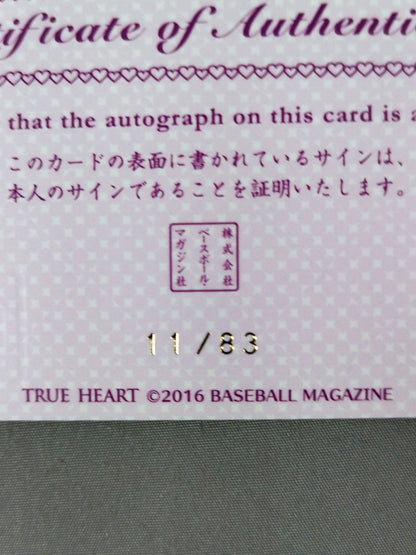 tificate of Authenti
that the autograph on this card is a
このカードの表面に書かれているサインは、
本人のサインであることを証明いたします。
株式会社
ベースボール・
マガジン社
11/83
TRUE HEART ©2016 BASEBALL MAGAZINE